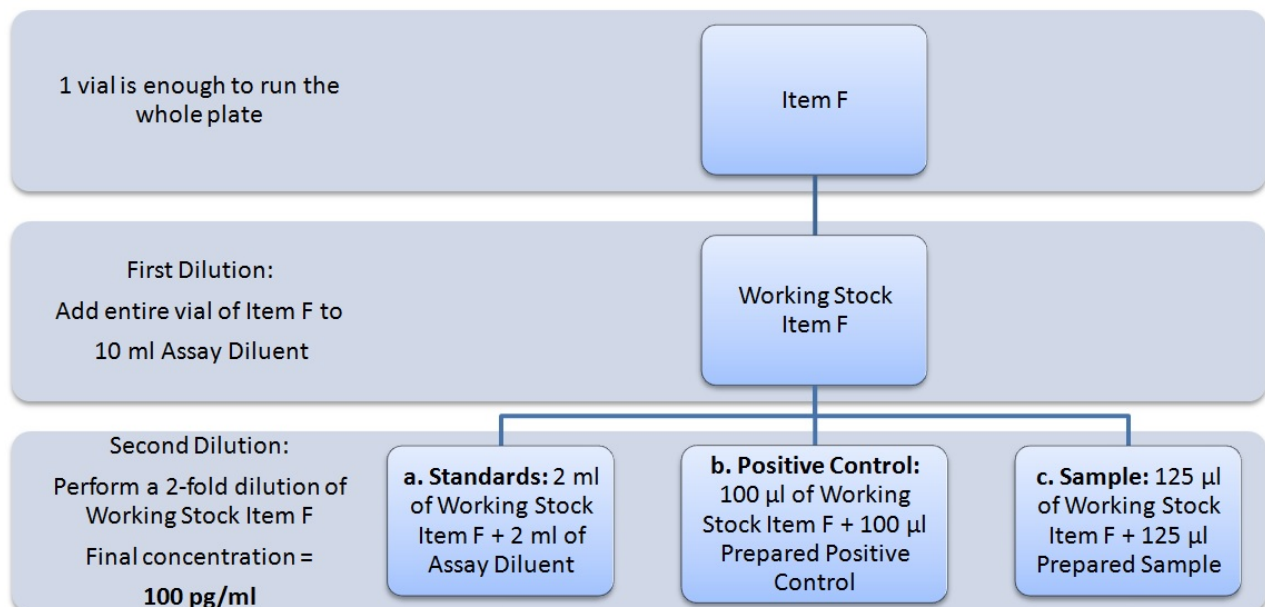 1 vial is enough to run the
whole plate
Item F
First Dilution:
Add entire vial of Item F to
10 ml Assay Diluent
Working Stock
Item F
Second Dilution:
Perform a 2-fold dilution of
Working Stock Item F
Final concentration =
100 pg/ml
a. Standards: 2 ml
of Working Stock
Item F + 2 ml of
Assay Diluent
b. Positive Control:
100 µl of Working
Stock Item F + 100 µl
Prepared Positive
Control
c. Sample: 125 µl
of Working Stock
Item F + 125 µl
Prepared Sample